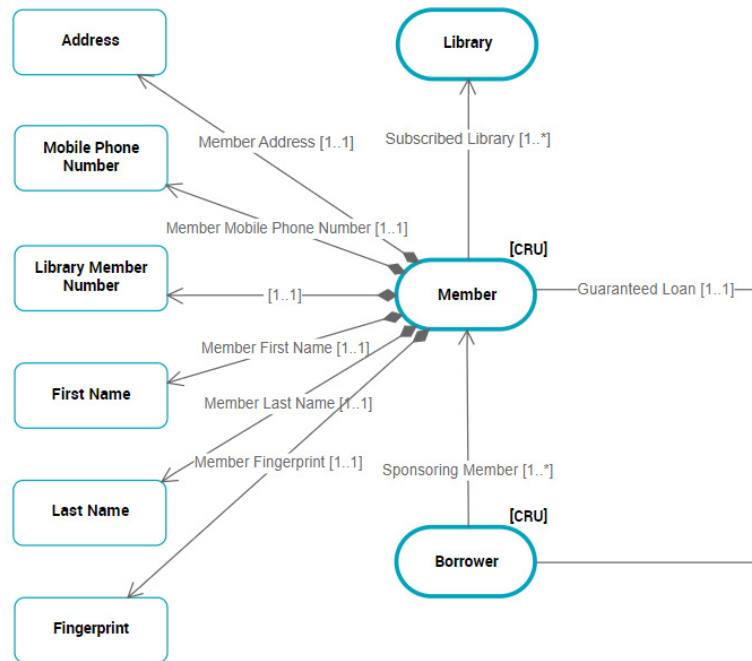 Address
Library
Member Address [1..1]
Subscribed Library [1..*]
Mobile Phone
Number
Member Mobile Phone Number [1..1]
[CRU]
Library Member
Number
[1..1]
Member
Guaranteed Loan [1..1]
Member First Name [1..1]
First Name
Member Last Name [1..1]
Member Fingerprint [1..1]
Sponsoring Member [1..*]
Last Name
[CRU]
Borrower
Fingerprint